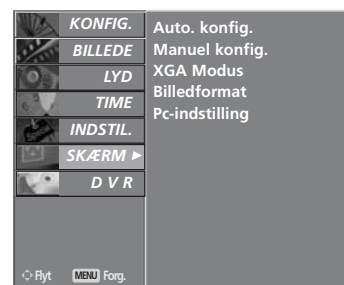 KONFIG.
BILLEDE
LYD
TIME
INDSTIL.
SKÆRM ►
D V R
Auto. konfig.
Manuel konfig.
XGA Modus
Billedformat
Pc-indstilling
Flyt MENU Forg.